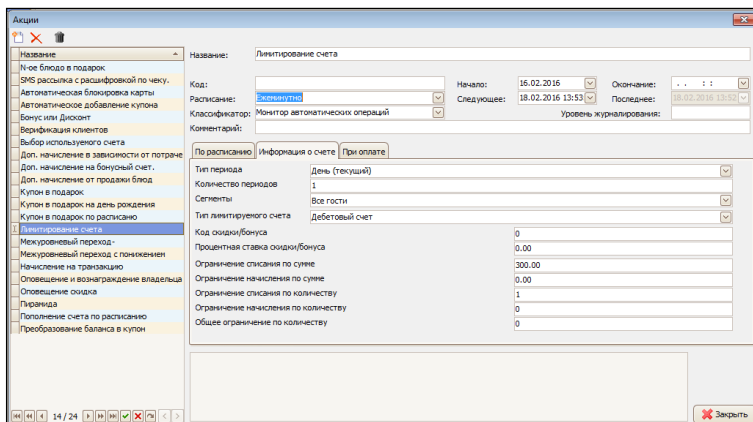 Акции
Название
N-ое блюдо в подарок
SMS рассылка с расшифровкой по чеку.
Автоматическая блокировка карты
Автоматическое добавление купона
Бонус или Дисконт
Верификация клиентов
Выбор используемого счета
Доп. начисление в зависимости от потраче
Доп. начисление на бонусный счет.
Доп. начисление от продажи блюд
Купон в подарок
Купон в подарок на день рождения
Купон в подарок по расписаню
Лимитирование счета
Межуровневый переход-
Межуровневый переход с понижением
Начисление на транзакцию
Оповещение и вознаграждение владельца
Оповещение скидка
Пирамида
Пополнение счета по расписанию
Преобразование баланса в купон
14 / 24
Название: Лимитирование счета
Код: Начало: 16.02.2016 Окончание: . . : :
Расписание: Ежеминутно Следующее: 18.02.2016 13:53 Последнее: 18.02.2016 13:52
Классификатор: Монитор автоматических операций Уровень журналирования:
Комментарий:
По расписанию Информация о счете При оплате
Тип периода День (текущий)
Количество периодов 1
Сегменты Все гости
Тип лимитируемого счета Дебетовый счет
Код скидки/бонуса 0
Процентная ставка скидки/бонуса 0.00
Ограничение списания по сумме 300.00
Ограничение начисления по сумме 0.00
Ограничение списания по количеству 1
Ограничение начисления по количеству 0
Общее ограничение по количеству 0
Закрыть